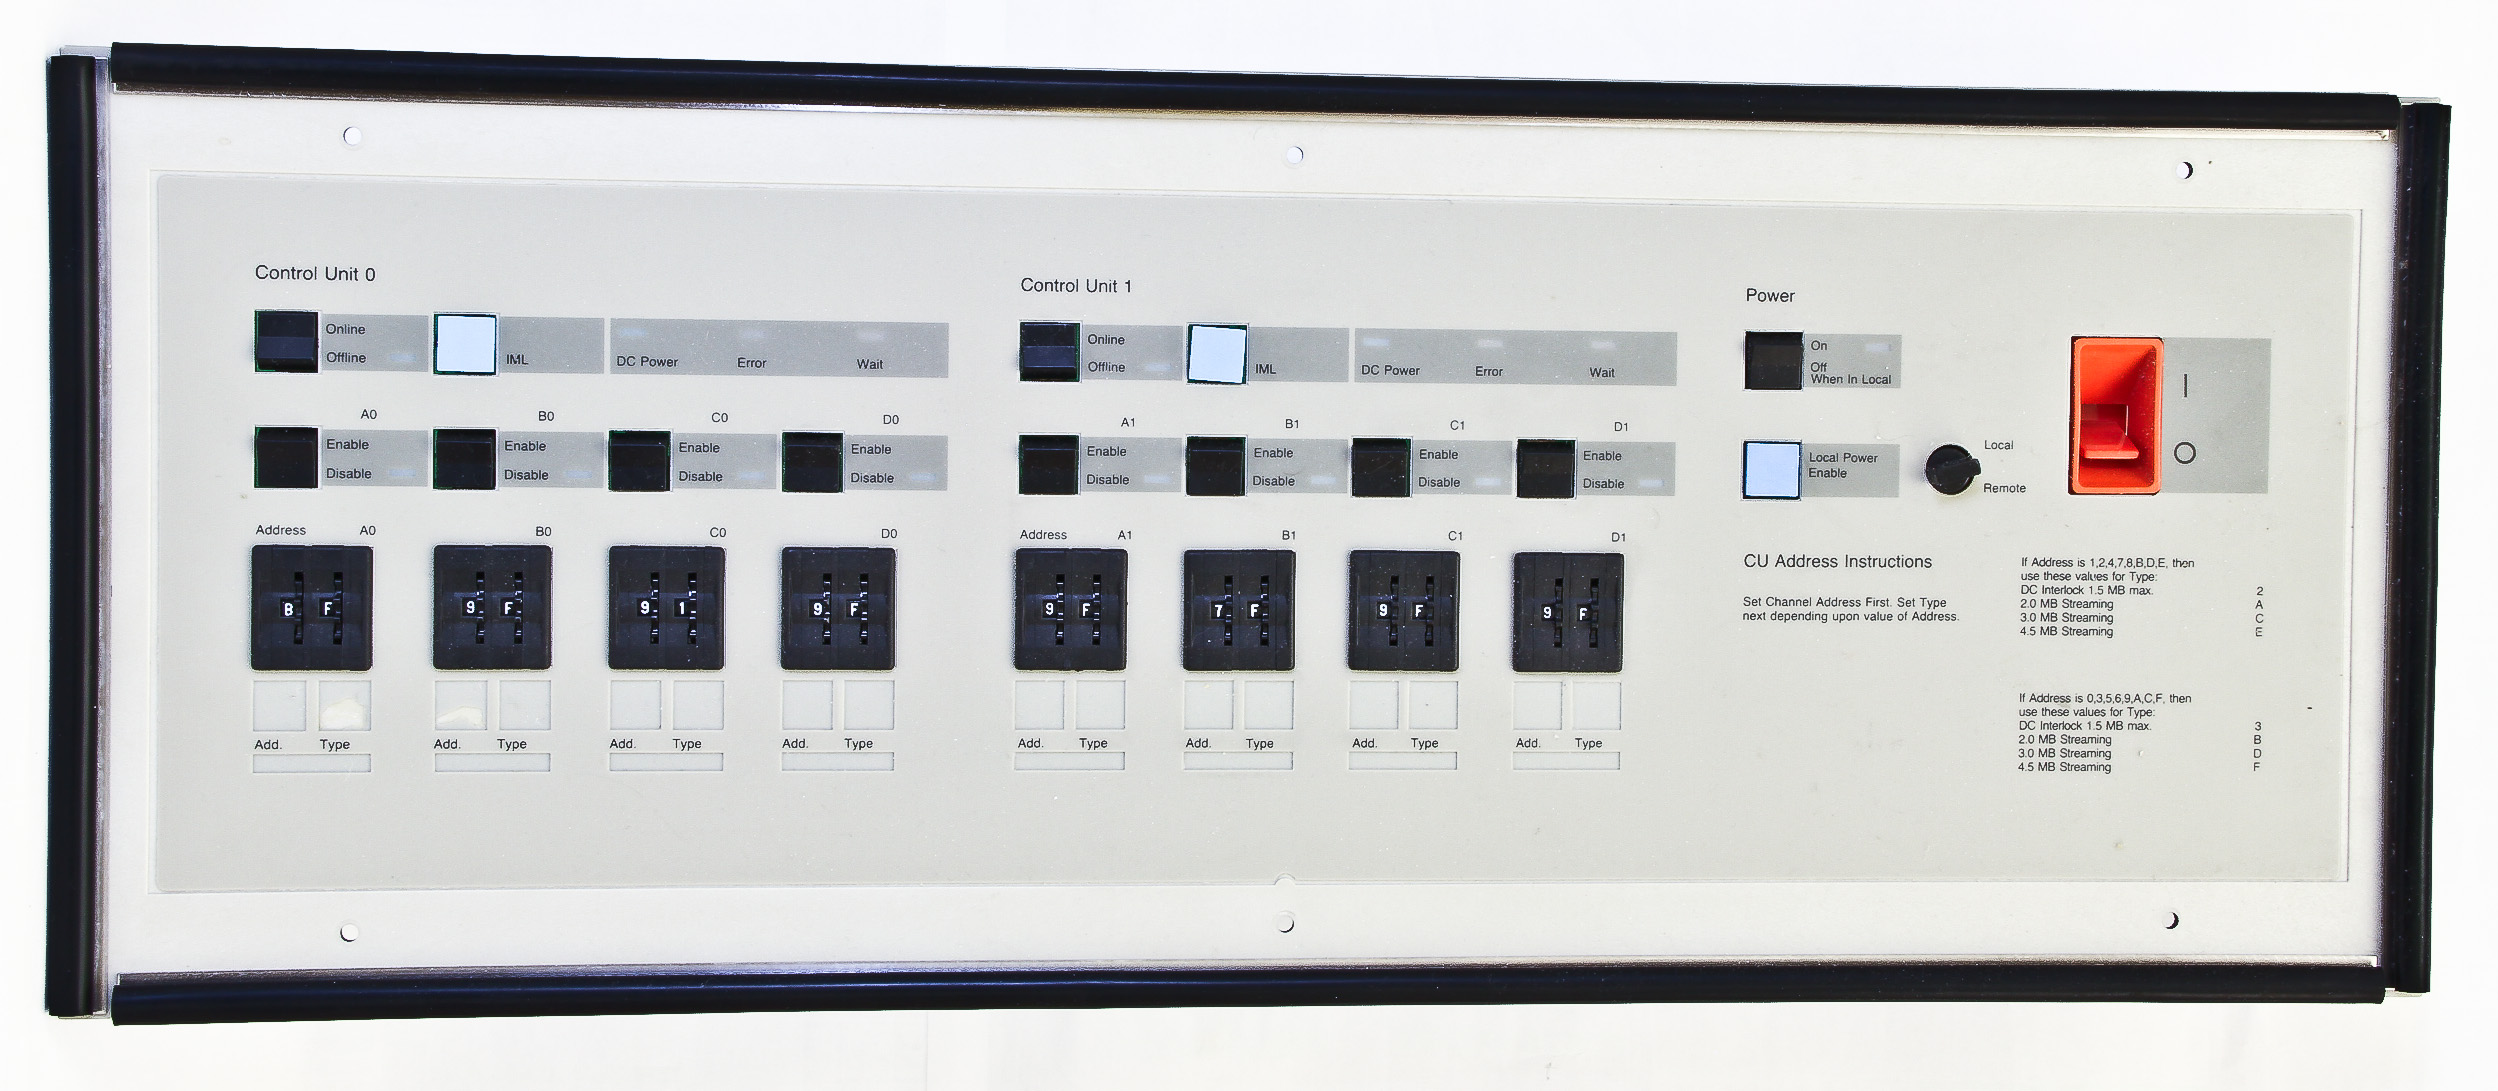 Control Unit 0
Online
Offline
IML
DC Power Error Wait
A0 B0 C0 D0
Enable Enable Enable Enable
Disable Disable Disable Disable
Address A0 B0 C0 D0
B F 9 F 9 1 9 F
Add. Type Add. Type Add. Type Add. Type
Control Unit 1
Online
Offline
IML
DC Power Error Wait
A1 B1 C1 D1
Enable Enable Enable Enable
Disable Disable Disable Disable
Address A1 B1 C1 D1
9 F 7 F 9 F 9 F
Add. Type Add. Type Add. Type Add. Type
Power
On
Off
When In Local
Local Power
Enable
Local
Remote
I
O
CU Address Instructions
Set Channel Address First. Set Type
next depending upon value of Address.
If Address is 1,2,4,7,8,B,D,E, then
use these values for Type:
DC Interlock 1.5 MB max. 2
2.0 MB Streaming A
3.0 MB Streaming C
4.5 MB Streaming E
If Address is 0,3,5,6,9,A,C,F, then
use these values for Type:
DC Interlock 1.5 MB max. 3
2.0 MB Streaming B
3.0 MB Streaming D
4.5 MB Streaming F